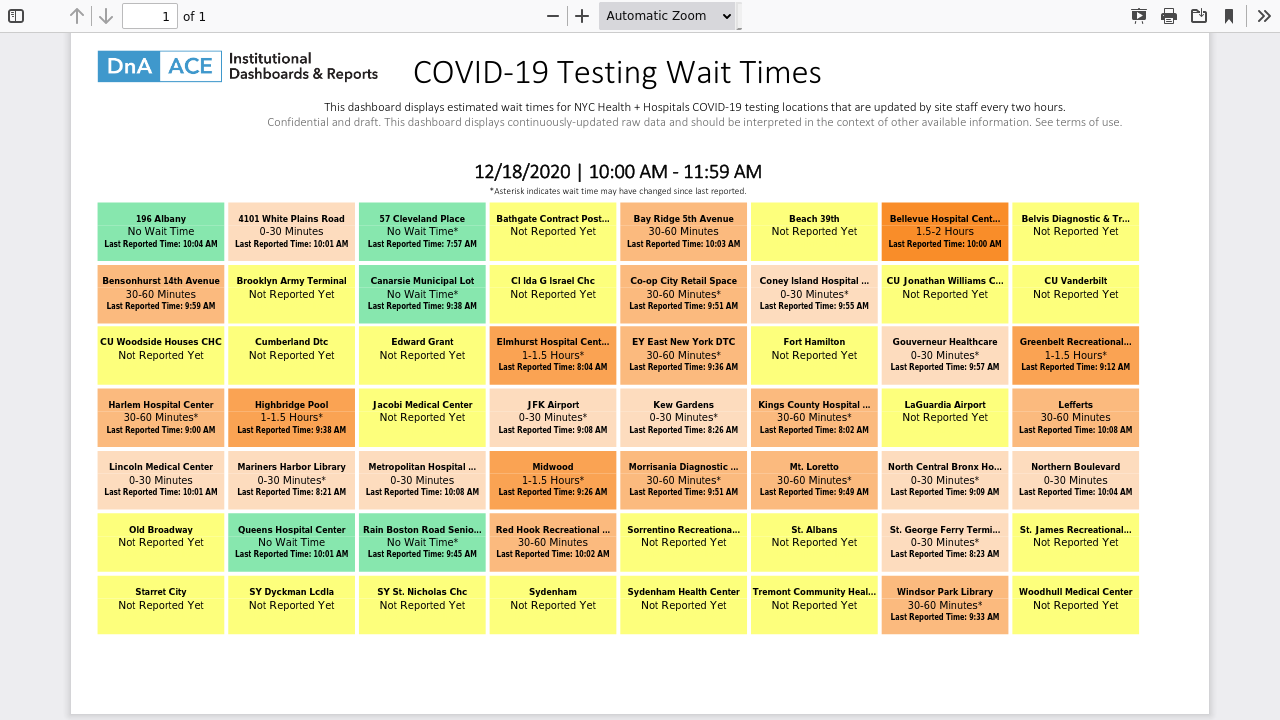 1 of 1 Automatic Zoom
DnA ACE Institutional
Dashboards & Reports
COVID-19 Testing Wait Times
This dashboard displays estimated wait times for NYC Health + Hospitals COVID-19 testing locations that are updated by site staff every two hours.
Confidential and draft. This dashboard displays continuously-updated raw data and should be interpreted in the context of other available information. See terms of use.
12/18/2020 | 10:00 AM - 11:59 AM
*Asterisk indicates wait time may have changed since last reported.
196 Albany
No Wait Time
Last Reported Time: 10:04 AM
4101 White Plains Road
0-30 Minutes
Last Reported Time: 10:01 AM
57 Cleveland Place
No Wait Time*
Last Reported Time: 7:57 AM
Bathgate Contract Post...
Not Reported Yet
Bay Ridge 5th Avenue
30-60 Minutes
Last Reported Time: 10:03 AM
Beach 39th
Not Reported Yet
Bellevue Hospital Cent...
1.5-2 Hours
Last Reported Time: 10:00 AM
Belvis Diagnostic & Tr...
Not Reported Yet
Bensonhurst 14th Avenue
30-60 Minutes
Last Reported Time: 9:59 AM
Brooklyn Army Terminal
Not Reported Yet
Canarsie Municipal Lot
No Wait Time*
Last Reported Time: 9:38 AM
CI Ida G Israel Chc
Not Reported Yet
Co-op City Retail Space
30-60 Minutes*
Last Reported Time: 9:51 AM
Coney Island Hospital ...
0-30 Minutes*
Last Reported Time: 9:55 AM
CU Jonathan Williams C...
Not Reported Yet
CU Vanderbilt
Not Reported Yet
CU Woodside Houses CHC
Not Reported Yet
Cumberland Dtc
Not Reported Yet
Edward Grant
Not Reported Yet
Elmhurst Hospital Cent...
1-1.5 Hours*
Last Reported Time: 8:04 AM
EY East New York DTC
30-60 Minutes*
Last Reported Time: 9:36 AM
Fort Hamilton
Not Reported Yet
Gouverneur Healthcare
0-30 Minutes*
Last Reported Time: 9:57 AM
Greenbelt Recreational...
1-1.5 Hours*
Last Reported Time: 9:12 AM
Harlem Hospital Center
30-60 Minutes*
Last Reported Time: 9:00 AM
Highbridge Pool
1-1.5 Hours*
Last Reported Time: 9:38 AM
Jacobi Medical Center
Not Reported Yet
JFK Airport
0-30 Minutes*
Last Reported Time: 9:08 AM
Kew Gardens
0-30 Minutes*
Last Reported Time: 8:26 AM
Kings County Hospital ...
30-60 Minutes*
Last Reported Time: 8:02 AM
LaGuardia Airport
Not Reported Yet
Lefferts
30-60 Minutes
Last Reported Time: 10:08 AM
Lincoln Medical Center
0-30 Minutes
Last Reported Time: 10:01 AM
Mariners Harbor Library
0-30 Minutes*
Last Reported Time: 8:21 AM
Metropolitan Hospital ...
0-30 Minutes
Last Reported Time: 10:08 AM
Midwood
1-1.5 Hours*
Last Reported Time: 9:26 AM
Morrisania Diagnostic ...
30-60 Minutes*
Last Reported Time: 9:51 AM
Mt. Loretto
30-60 Minutes*
Last Reported Time: 9:49 AM
North Central Bronx Ho...
0-30 Minutes*
Last Reported Time: 9:09 AM
Northern Boulevard
0-30 Minutes
Last Reported Time: 10:04 AM
Old Broadway
Not Reported Yet
Queens Hospital Center
No Wait Time
Last Reported Time: 10:01 AM
Rain Boston Road Senio...
No Wait Time*
Last Reported Time: 9:45 AM
Red Hook Recreational ...
30-60 Minutes
Last Reported Time: 10:02 AM
Sorrentino Recreationa...
Not Reported Yet
St. Albans
Not Reported Yet
St. George Ferry Termi...
0-30 Minutes*
Last Reported Time: 8:23 AM
St. James Recreational...
Not Reported Yet
Starret City
Not Reported Yet
SY Dyckman Lcdla
Not Reported Yet
SY St. Nicholas Chc
Not Reported Yet
Sydenham
Not Reported Yet
Sydenham Health Center
Not Reported Yet
Tremont Community Heal...
Not Reported Yet
Windsor Park Library
30-60 Minutes*
Last Reported Time: 9:33 AM
Woodhull Medical Center
Not Reported Yet